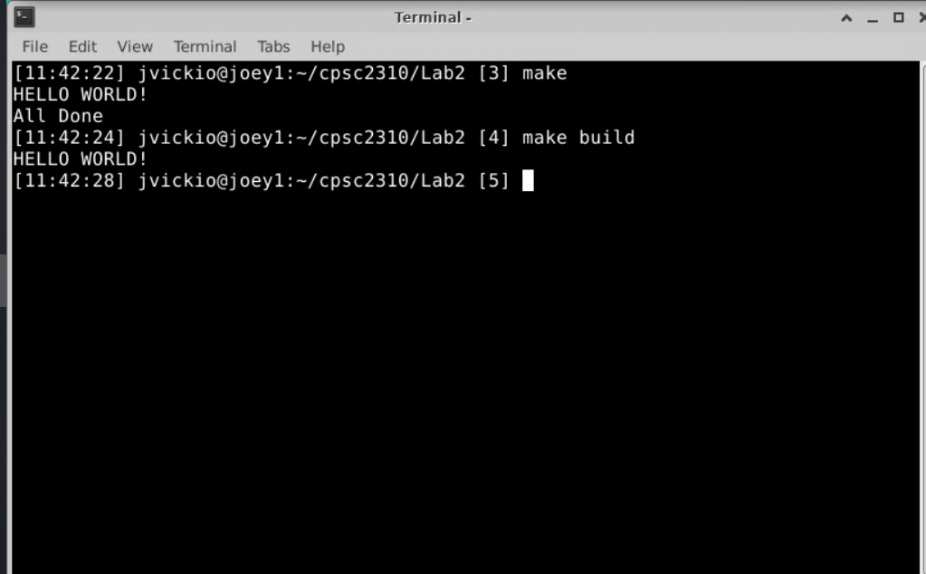 Terminal -
File Edit View Terminal Tabs Help
[11:42:22] jvickio@joey1:~/cpsc2310/Lab2 [3] make
HELLO WORLD!
All Done
[11:42:24] jvickio@joey1:~/cpsc2310/Lab2 [4] make build
HELLO WORLD!
[11:42:28] jvickio@joey1:~/cpsc2310/Lab2 [5]